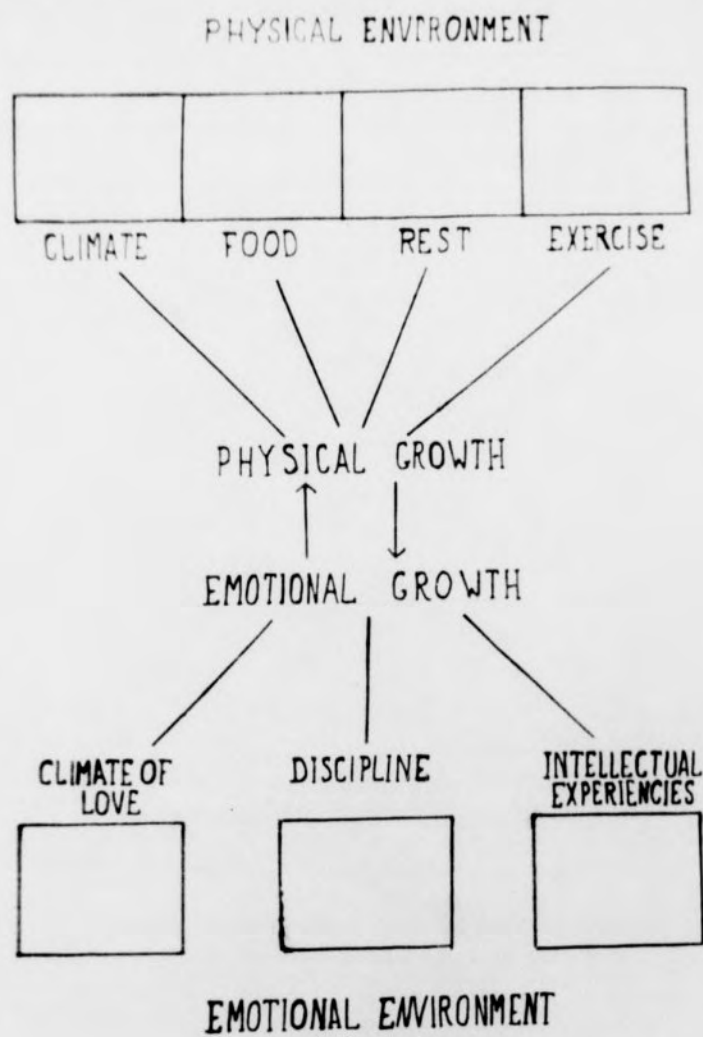 PHYSICAL ENVIRONMENT
CLIMATE FOOD REST EXERCISE
PHYSICAL GROWTH
EMOTIONAL GROWTH
CLIMATE OF
LOVE
DISCIPLINE
INTELLECTUAL
EXPERIENCIES
EMOTIONAL ENVIRONMENT